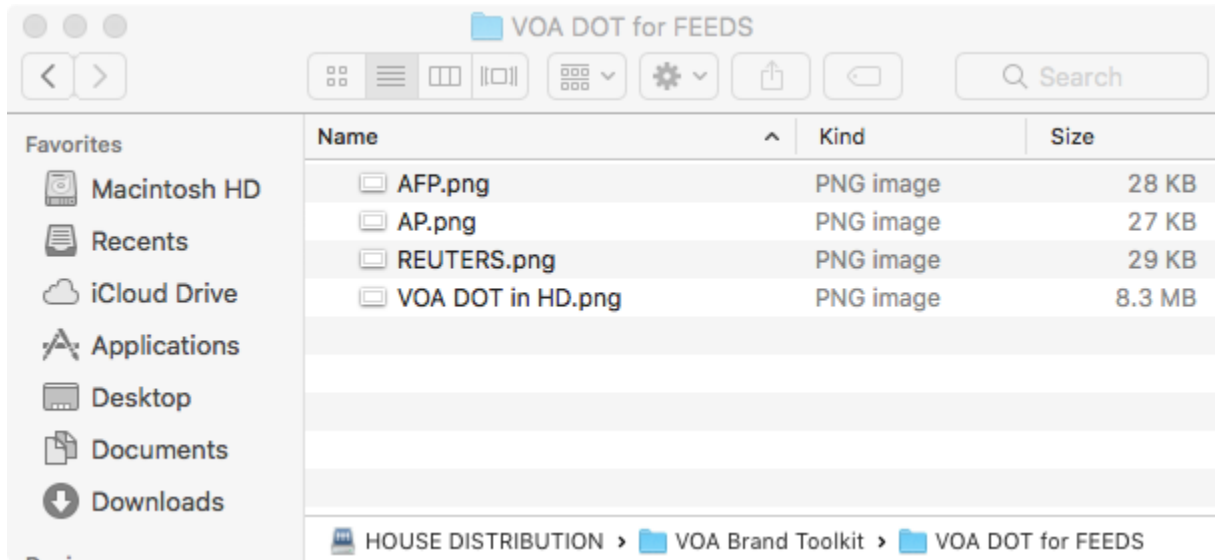 VOA DOT for FEEDS
Search
Favorites
Macintosh HD
Recents
iCloud Drive
Applications
Desktop
Documents
Downloads
Name Kind Size
AFP.png PNG image 28 KB
AP.png PNG image 27 KB
REUTERS.png PNG image 29 KB
VOA DOT in HD.png PNG image 8.3 MB
HOUSE DISTRIBUTION › VOA Brand Toolkit › VOA DOT for FEEDS